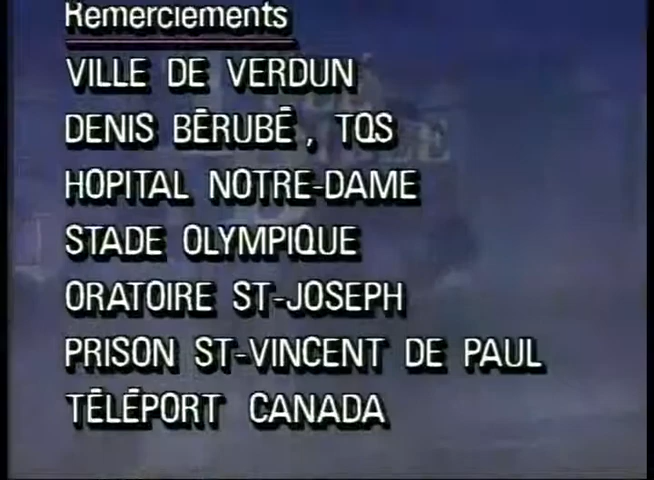 Remerciements
VILLE DE VERDUN
DENIS BÉRUBÉ, TQS
HOPITAL NOTRE-DAME
STADE OLYMPIQUE
ORATOIRE ST-JOSEPH
PRISON ST-VINCENT DE PAUL
TÉLÉPORT CANADA